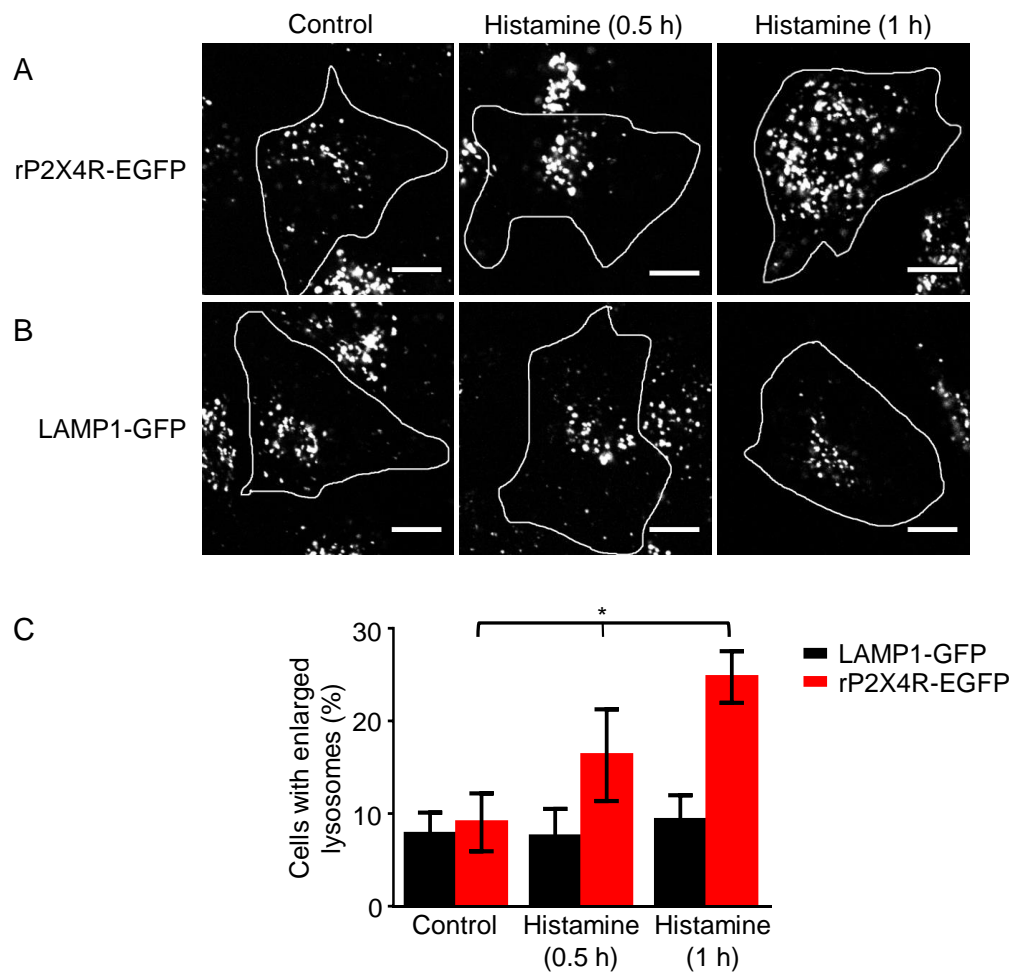 Control
Histamine (0.5 h)
Histamine (1 h)
A
rP2X4R-EGFP
B
LAMP1-GFP
C
*
30
20
10
0
Cells with enlarged
lysosomes (%)
LAMP1-GFP
rP2X4R-EGFP
Control
Histamine
(0.5 h)
Histamine
(1 h)